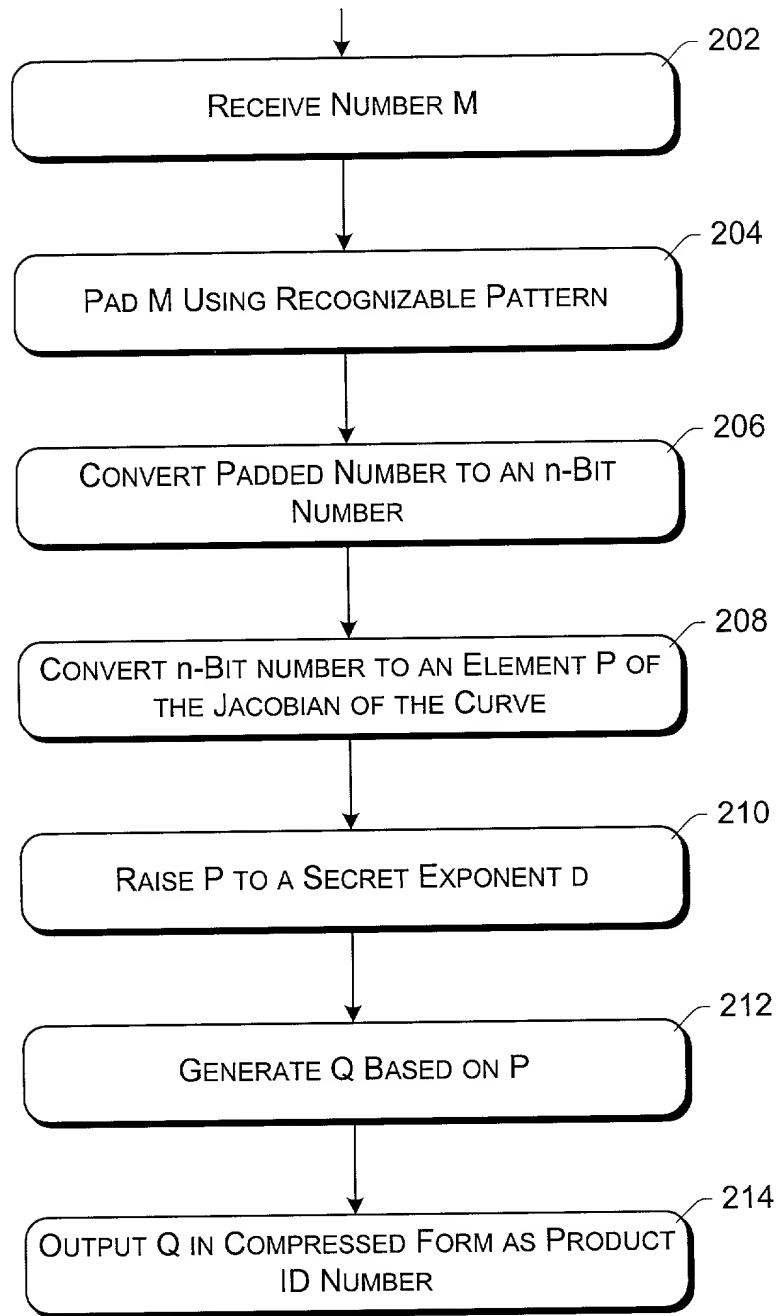 202
RECEIVE NUMBER M
204
PAD M USING RECOGNIZABLE PATTERN
206
CONVERT PADDED NUMBER TO AN n-BIT
NUMBER
208
CONVERT n-BIT NUMBER TO AN ELEMENT P OF
THE JACOBIAN OF THE CURVE
210
RAISE P TO A SECRET EXPONENT D
212
GENERATE Q BASED ON P
214
OUTPUT Q IN COMPRESSED FORM AS PRODUCT
ID NUMBER